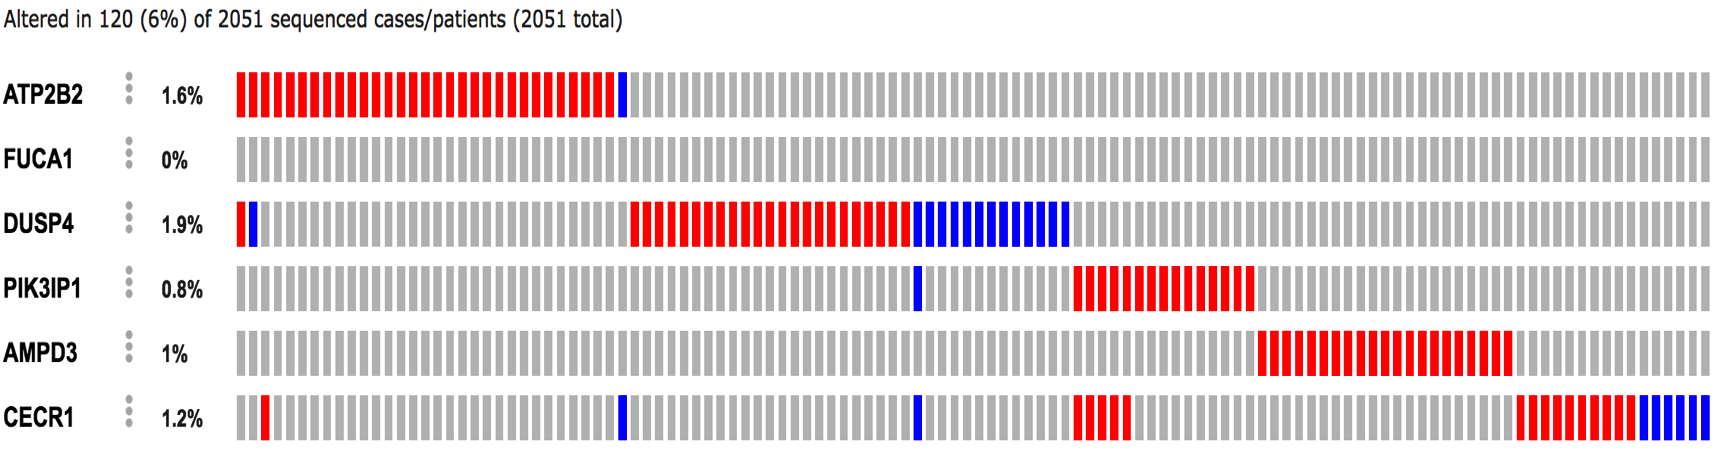 Altered in 120 (6%) of 2051 sequenced cases/patients (2051 total)
ATP2B2 1.6%
FUCA1 0%
DUSP4 1.9%
PIK3IP1 0.8%
AMPD3 1%
CECR1 1.2%